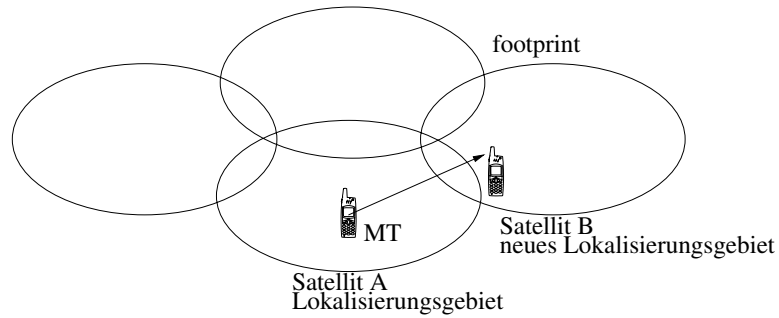 footprint
MT
Satellit B
neues Lokalisierungsgebiet
Satellit A
Lokalisierungsgebiet